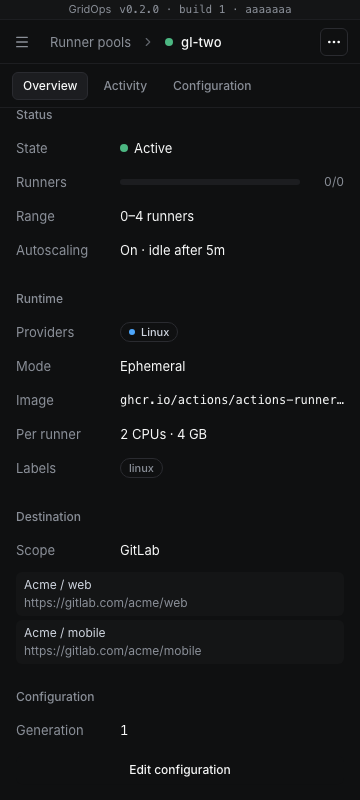 GridOps v0.2.0 · build 1 · aaaaaaa
Runner pools > gl-two
Overview Activity Configuration
Status
State Active
Runners 0/0
Range 0–4 runners
Autoscaling On · idle after 5m
Runtime
Providers Linux
Mode Ephemeral
Image ghcr.io/actions/actions-runner…
Per runner 2 CPUs · 4 GB
Labels linux
Destination
Scope GitLab
Acme / web
https://gitlab.com/acme/web
Acme / mobile
https://gitlab.com/acme/mobile
Configuration
Generation 1
Edit configuration